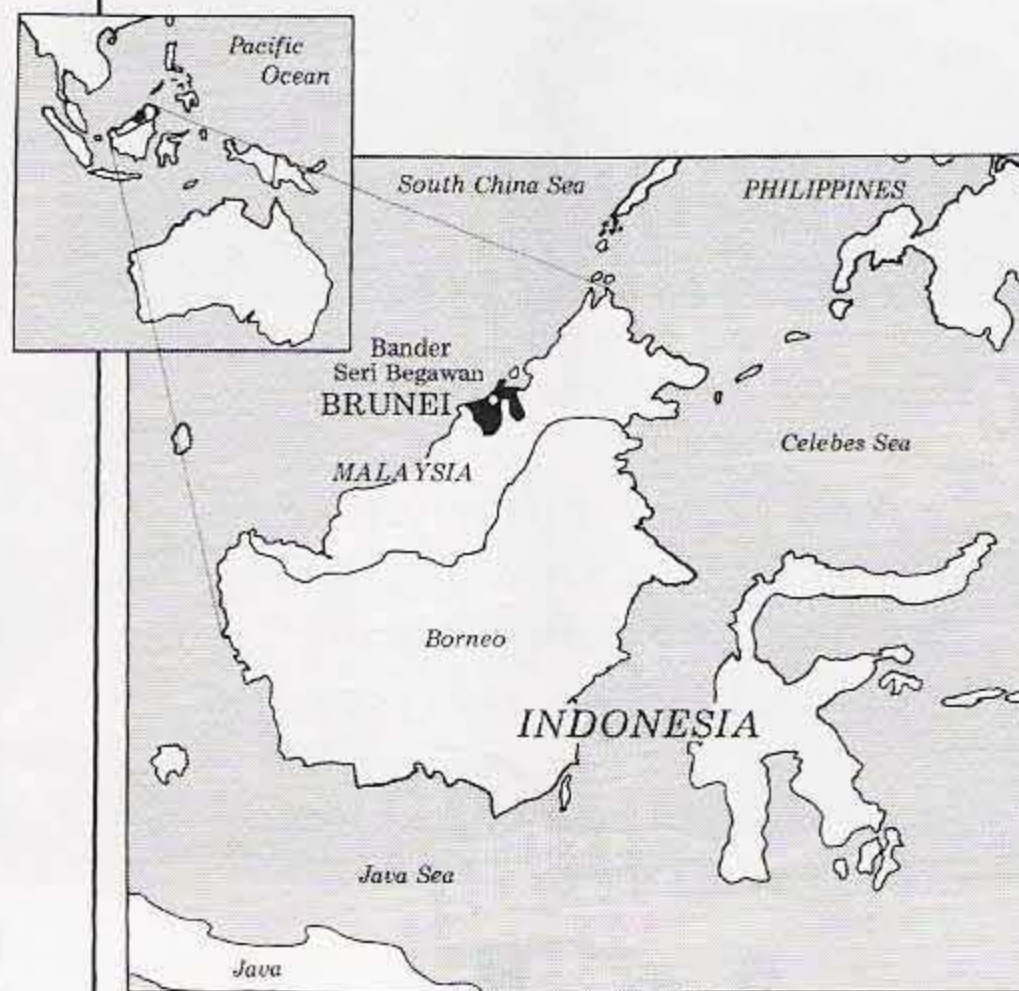 Pacific
Ocean
South China Sea
PHILIPPINES
Bander
Seri Begawan
BRUNEI
MALAYSIA
Celebes Sea
Borneo
INDONESIA
Java Sea
Java